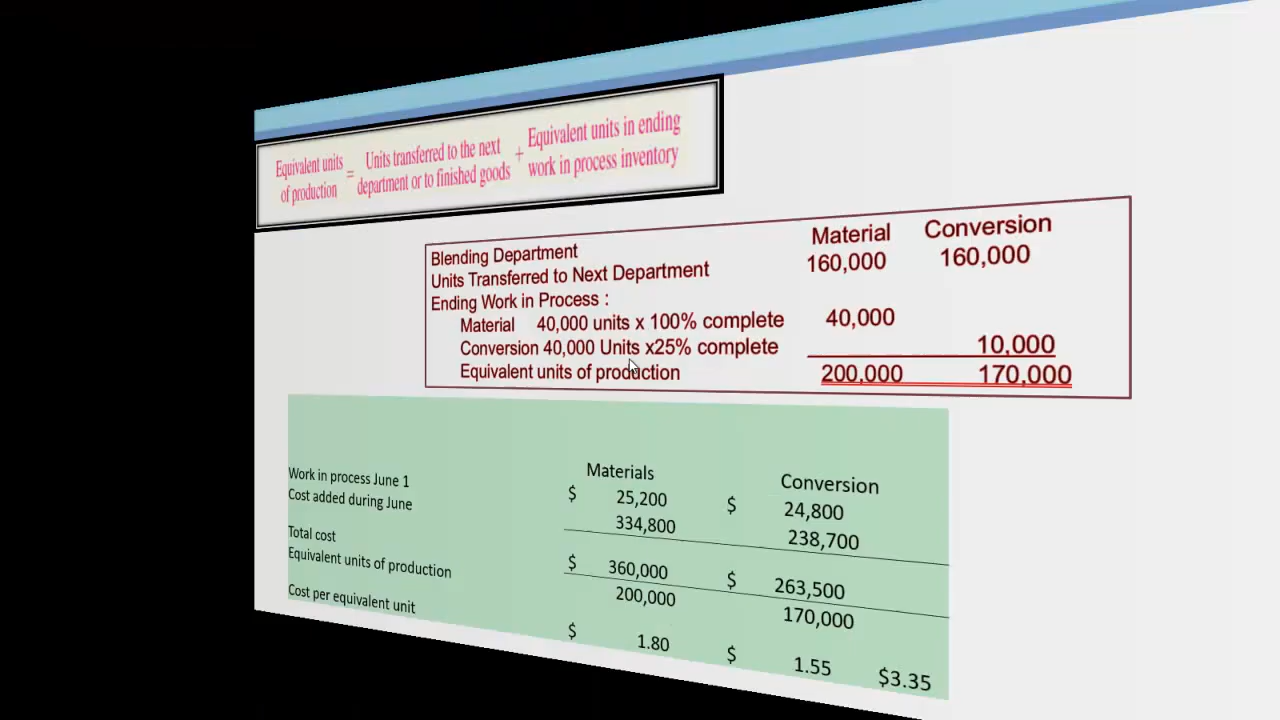 Equivalent units of production = Units transferred to the next department or to finished goods + Equivalent units in ending work in process inventory
Material Conversion
Blending Department
Units Transferred to Next Department 160,000 160,000
Ending Work in Process :
Material 40,000 units x 100% complete 40,000
Conversion 40,000 Units x25% complete 10,000
Equivalent units of production 200,000 170,000
Materials Conversion
Work in process June 1 $ 25,200 $ 24,800
Cost added during June 334,800 238,700
Total cost $ 360,000 $ 263,500
Equivalent units of production 200,000 170,000
Cost per equivalent unit $ 1.80 $ 1.55 $3.35